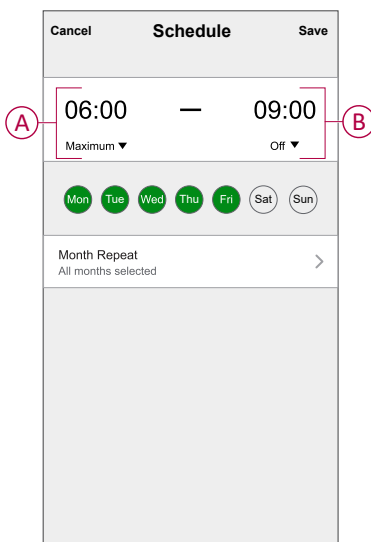 Cancel Schedule Save
06:00 — 09:00
A B
Maximum ▼ Off ▼
Mon Tue Wed Thu Fri Sat Sun
Month Repeat
All months selected